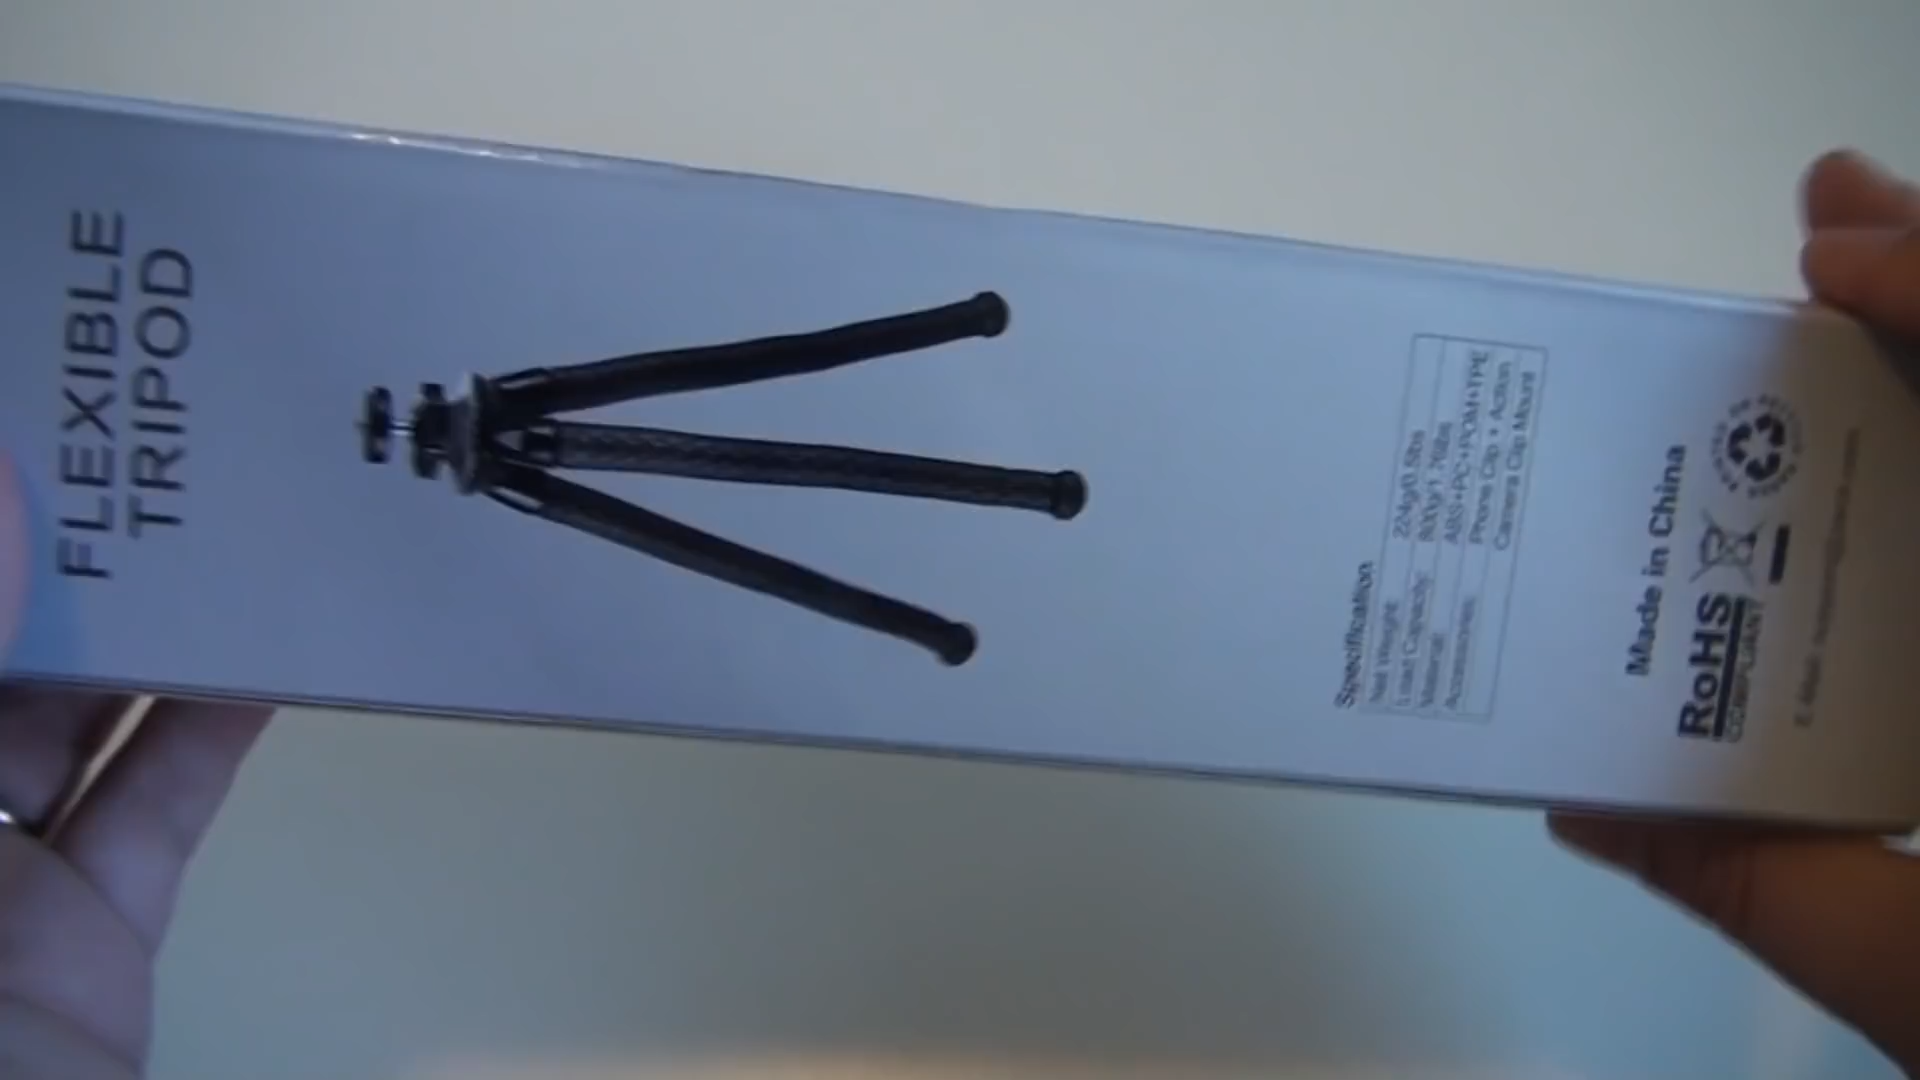 FLEXIBLE
TRIPOD
Specification
Net Weight 224g/0.5lbs
Load Capacity 800g/1.76lbs
Material ABS+PC+POM+TPE
Accessories Phone Clip + Action
Camera Clip Mount
Made in China
RoHS
COMPLIANT